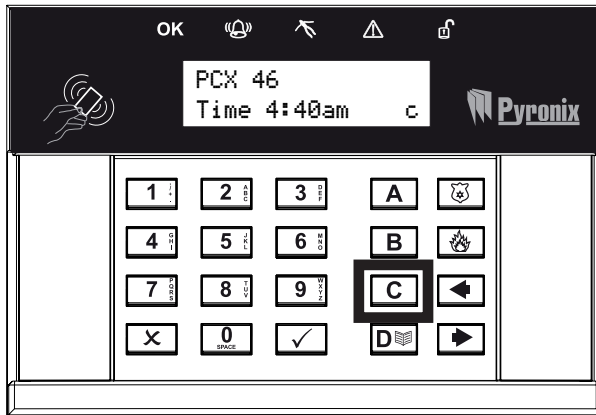 OK
PCX 46
Time 4:40am c
Pyronix
1 2 ABC 3 DEF A
4 GHI 5 JKL 6 MNO B
7 PQRS 8 TUV 9 WXYZ C
0 SPACE D